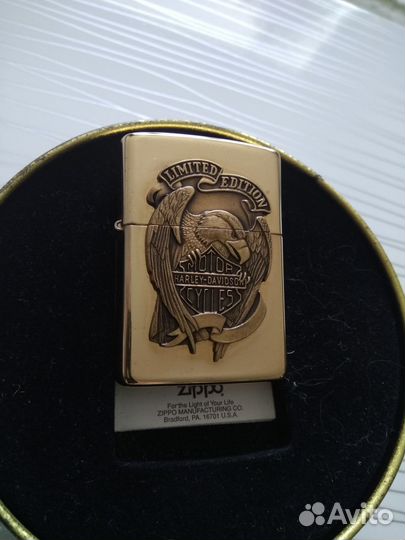 LIMITED EDITION
MOTOR
HARLEY-DAVIDSON
CYCLES
zippo
For the Light of Your Life
ZIPPO MANUFACTURING CO.
Bradford, PA. 16701 U.S.A.
Avito